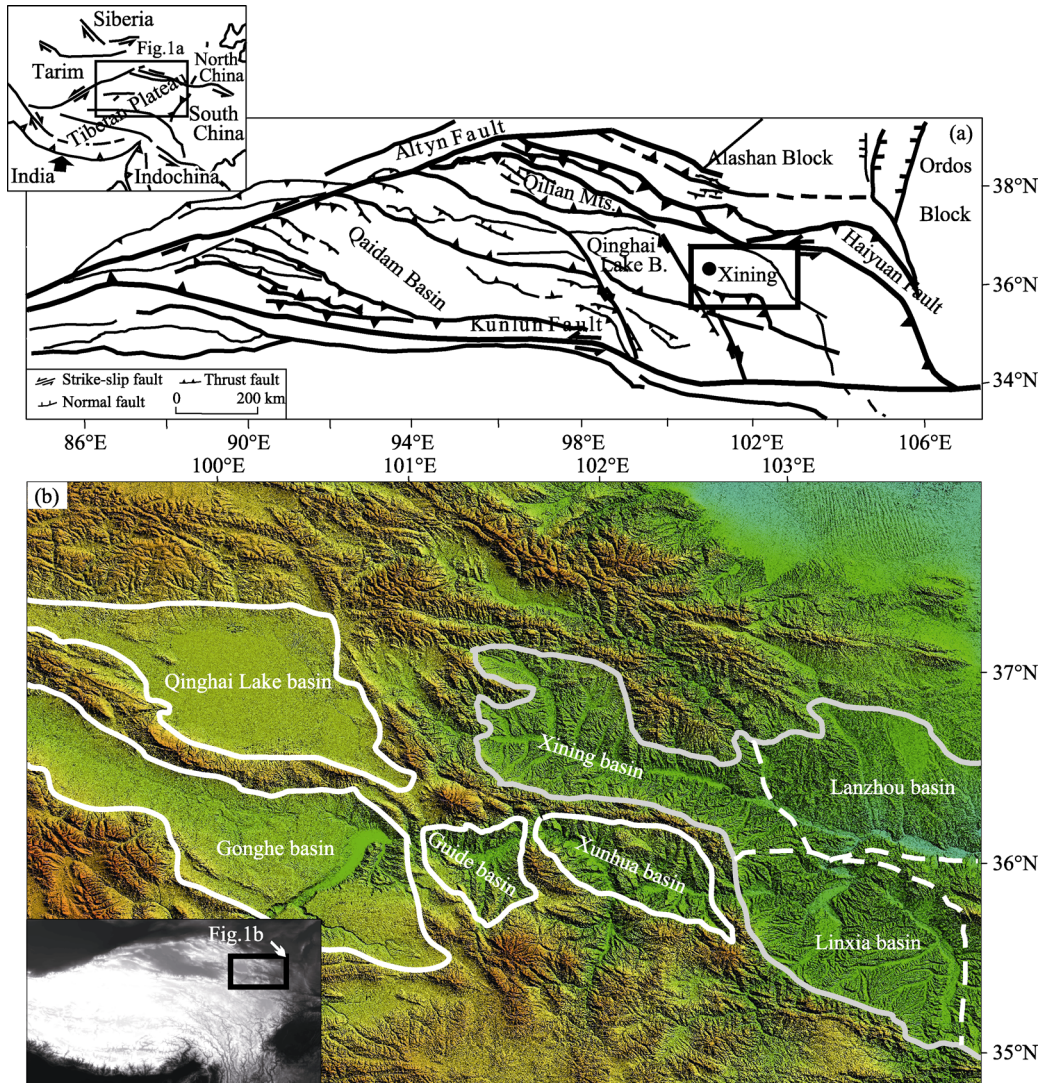 Siberia
Fig.1a
North
China
Tarim
Tibetan Plateau
South
China
India
Indochina
(a)
Altyn Fault
Alashan Block
Ordos
Block
38°N
Qilian Mts.
Qaidam Basin
Qinghai
Lake B.
Xining
Haiyuan Fault
36°N
Kunlun Fault
34°N
Strike-slip fault
Thrust fault
Normal fault
0 200 km
86°E 90°E 94°E 98°E 102°E 106°E
100°E 101°E 102°E 103°E
(b)
37°N
Qinghai Lake basin
Xining basin
Lanzhou basin
Gonghe basin
Guide basin
Xunhua basin
36°N
Linxia basin
Fig.1b
35°N